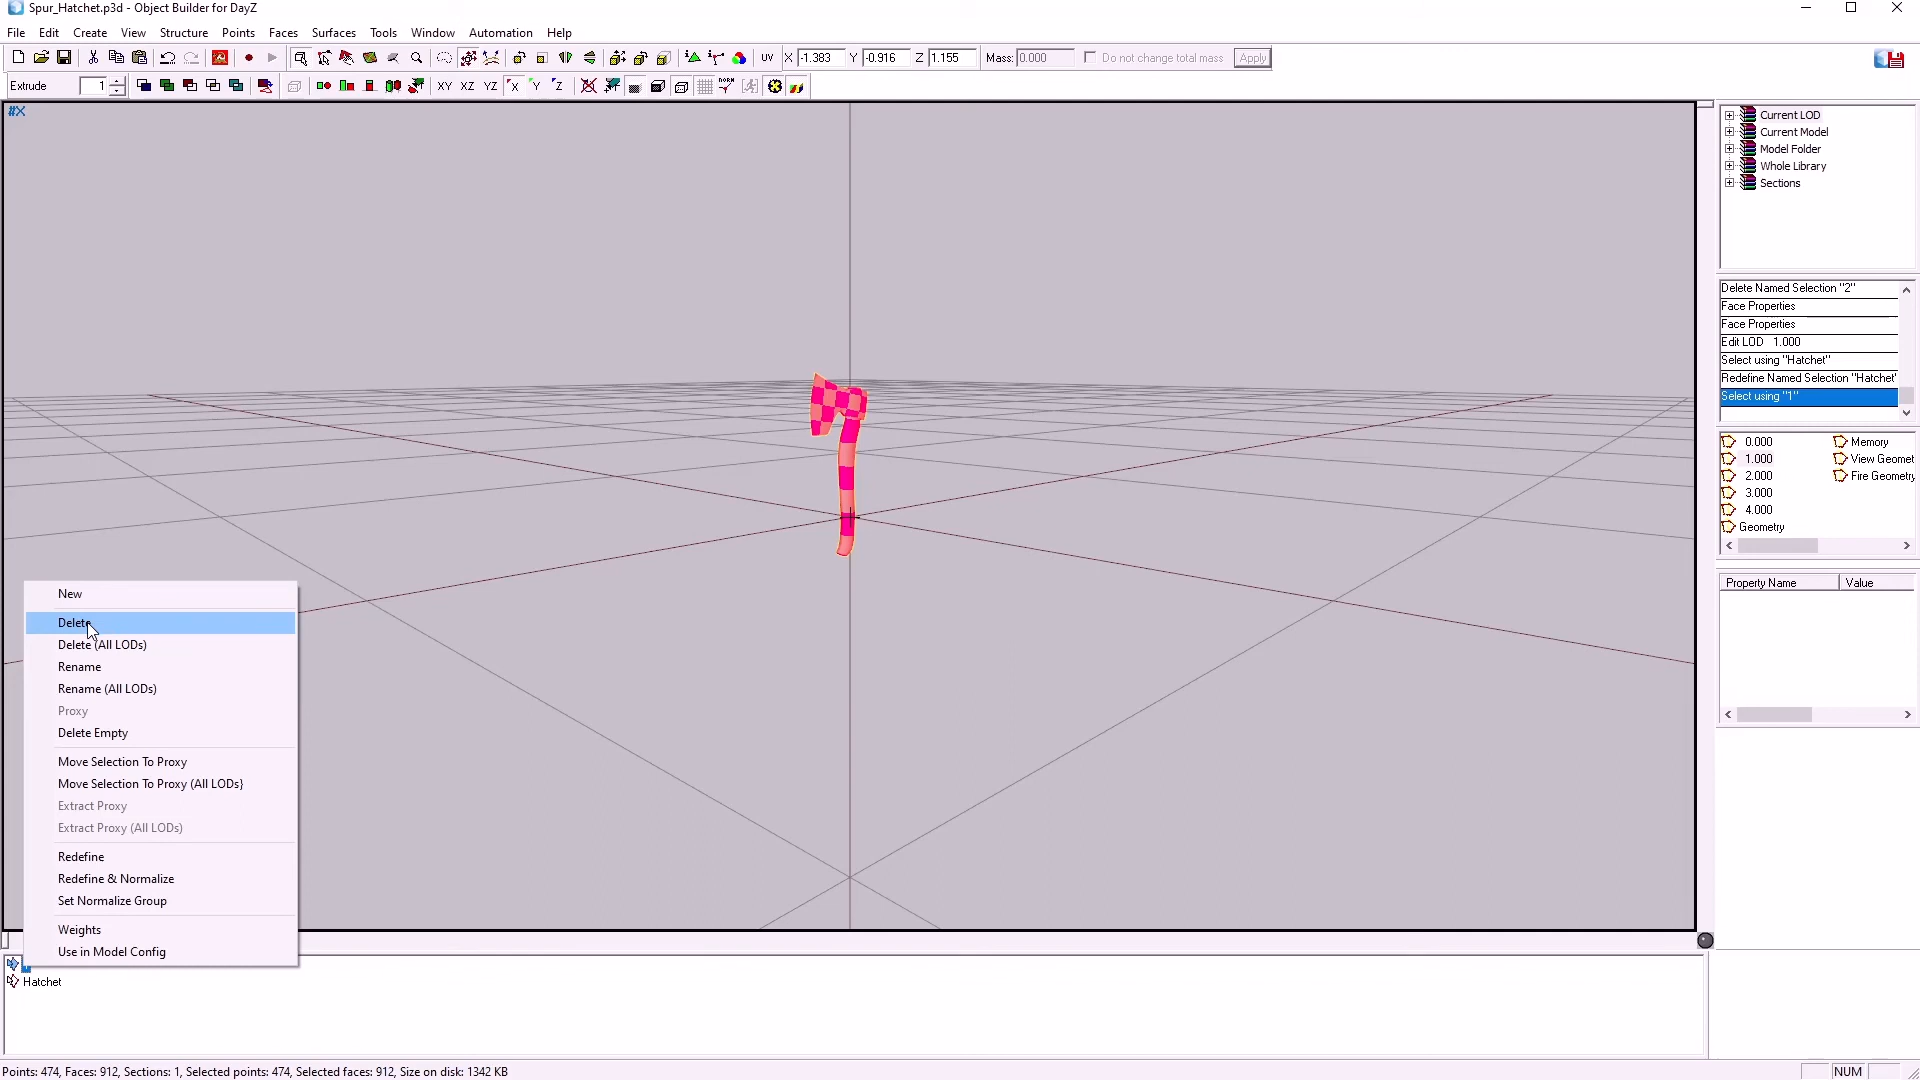 Spur_Hatchet.p3d - Object Builder for DayZ
File Edit Create View Structure Points Faces Surfaces Tools Window Automation Help
UV X -1.383 Y -0.916 Z 1.155 Mass: 0.000 Do not change total mass Apply
Extrude 1 XY XZ YZ X Y Z NORM
#X
Current LOD
Current Model
Model Folder
Whole Library
Sections
Delete Named Selection "2"
Face Properties
Face Properties
Edit LOD 1.000
Select using "Hatchet"
Redefine Named Selection "Hatchet"
Select using "1"
0.000 Memory
1.000 View Geomet
2.000 Fire Geometry
3.000
4.000
Geometry
Property Name Value
New
Delete
Delete (All LODs)
Rename
Rename (All LODs)
Proxy
Delete Empty
Move Selection To Proxy
Move Selection To Proxy (All LODs}
Extract Proxy
Extract Proxy (All LODs)
Redefine
Redefine & Normalize
Set Normalize Group
Weights
Use in Model Config
Hatchet
Points: 474, Faces: 912, Sections: 1, Selected points: 474, Selected faces: 912, Size on disk: 1342 KB
NUM